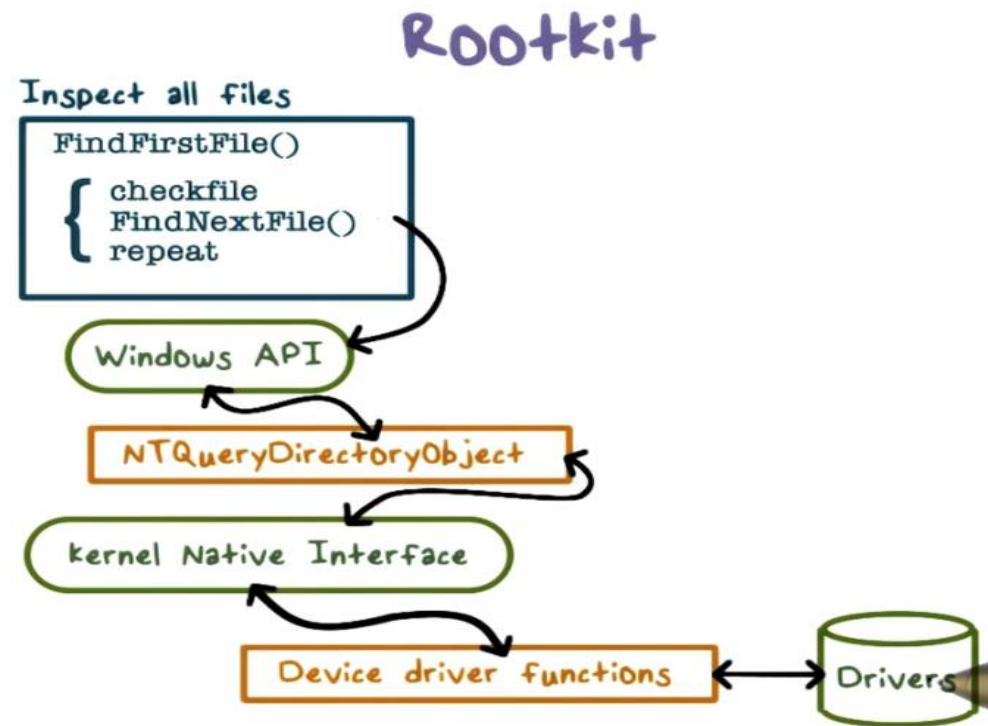 Rootkit
Inspect all files
FindFirstFile()
checkfile
FindNextFile()
repeat
Windows API
NTQueryDirectoryObject
Kernel Native Interface
Device driver functions
Drivers